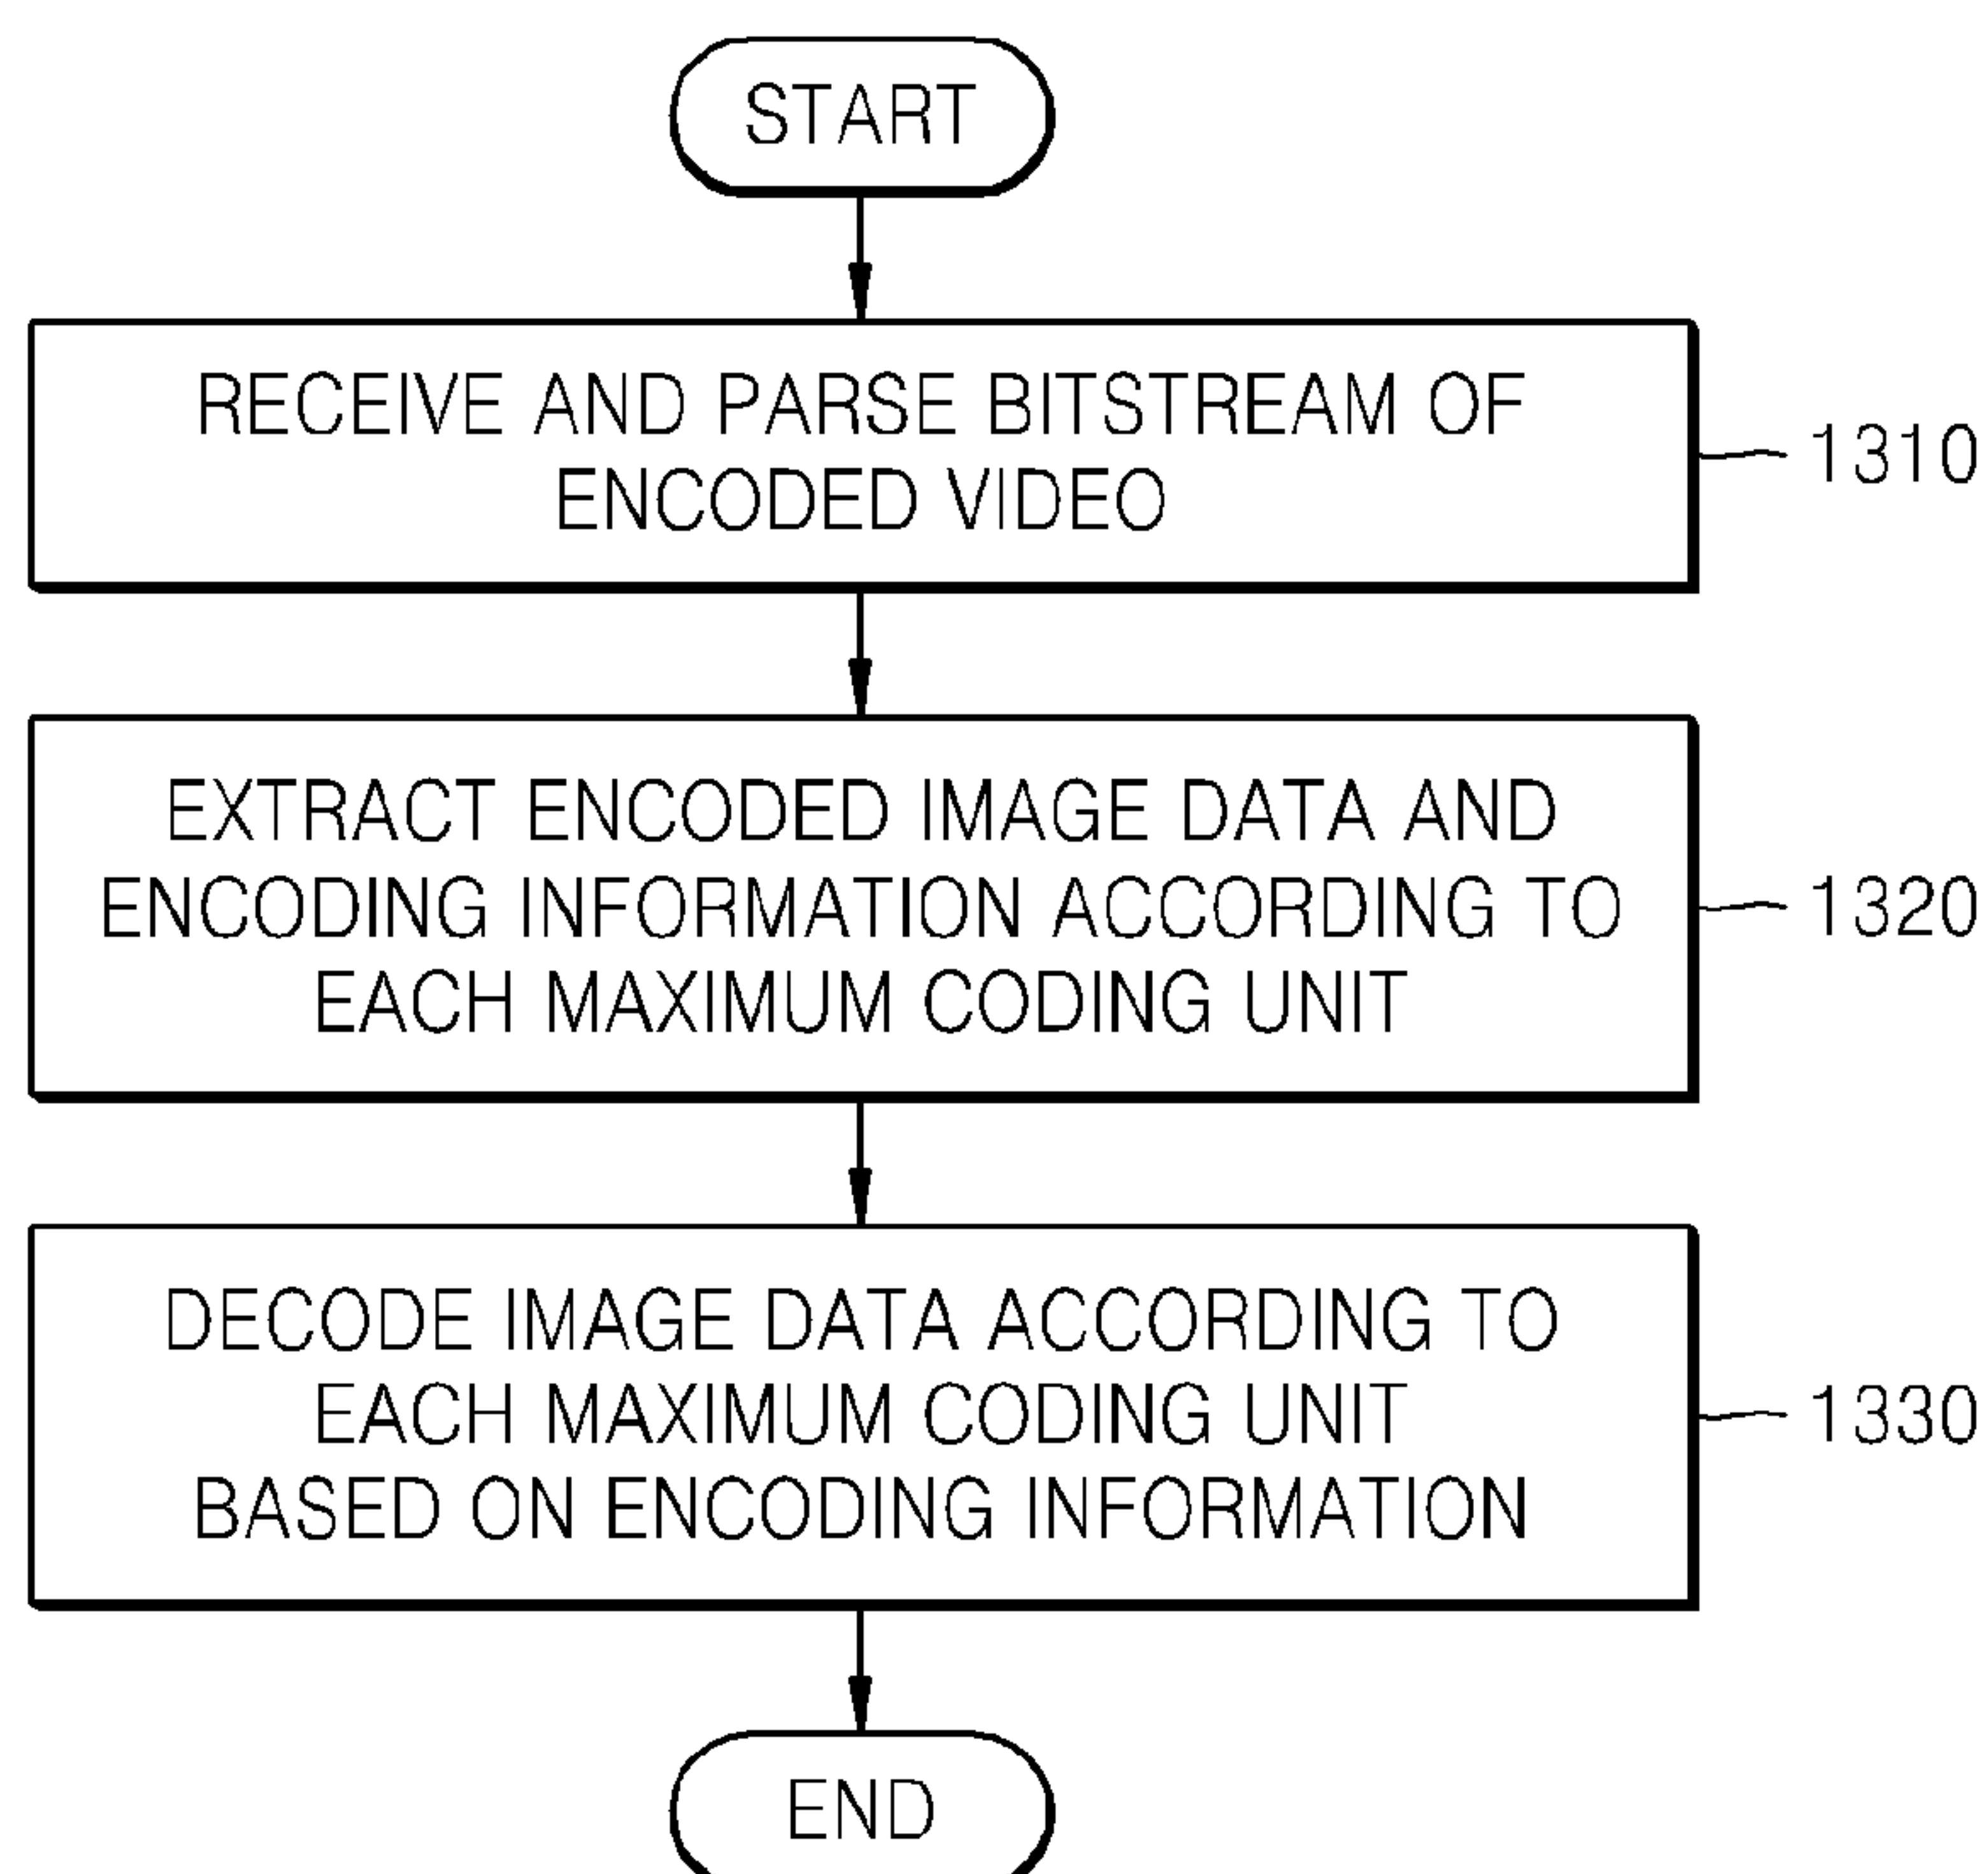 START
RECEIVE AND PARSE BITSTREAM OF
ENCODED VIDEO
1310
EXTRACT ENCODED IMAGE DATA AND
ENCODING INFORMATION ACCORDING TO
EACH MAXIMUM CODING UNIT
1320
DECODE IMAGE DATA ACCORDING TO
EACH MAXIMUM CODING UNIT
BASED ON ENCODING INFORMATION
1330
END